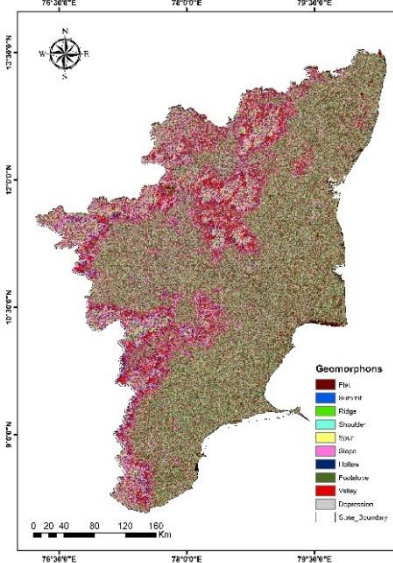 76°30'0"E 78°0'0"E 79°30'0"E
N
W E
S
13°30'0"N
12°0'0"N
10°30'0"N
9°0'0"N
Geomorphons
Flat
Summit
Ridge
Shoulder
Spur
Slope
Hollow
Footslope
Valley
Depression
State_Boundary
0 20 40 80 120 160
Km
76°30'0"E 78°0'0"E 79°30'0"E